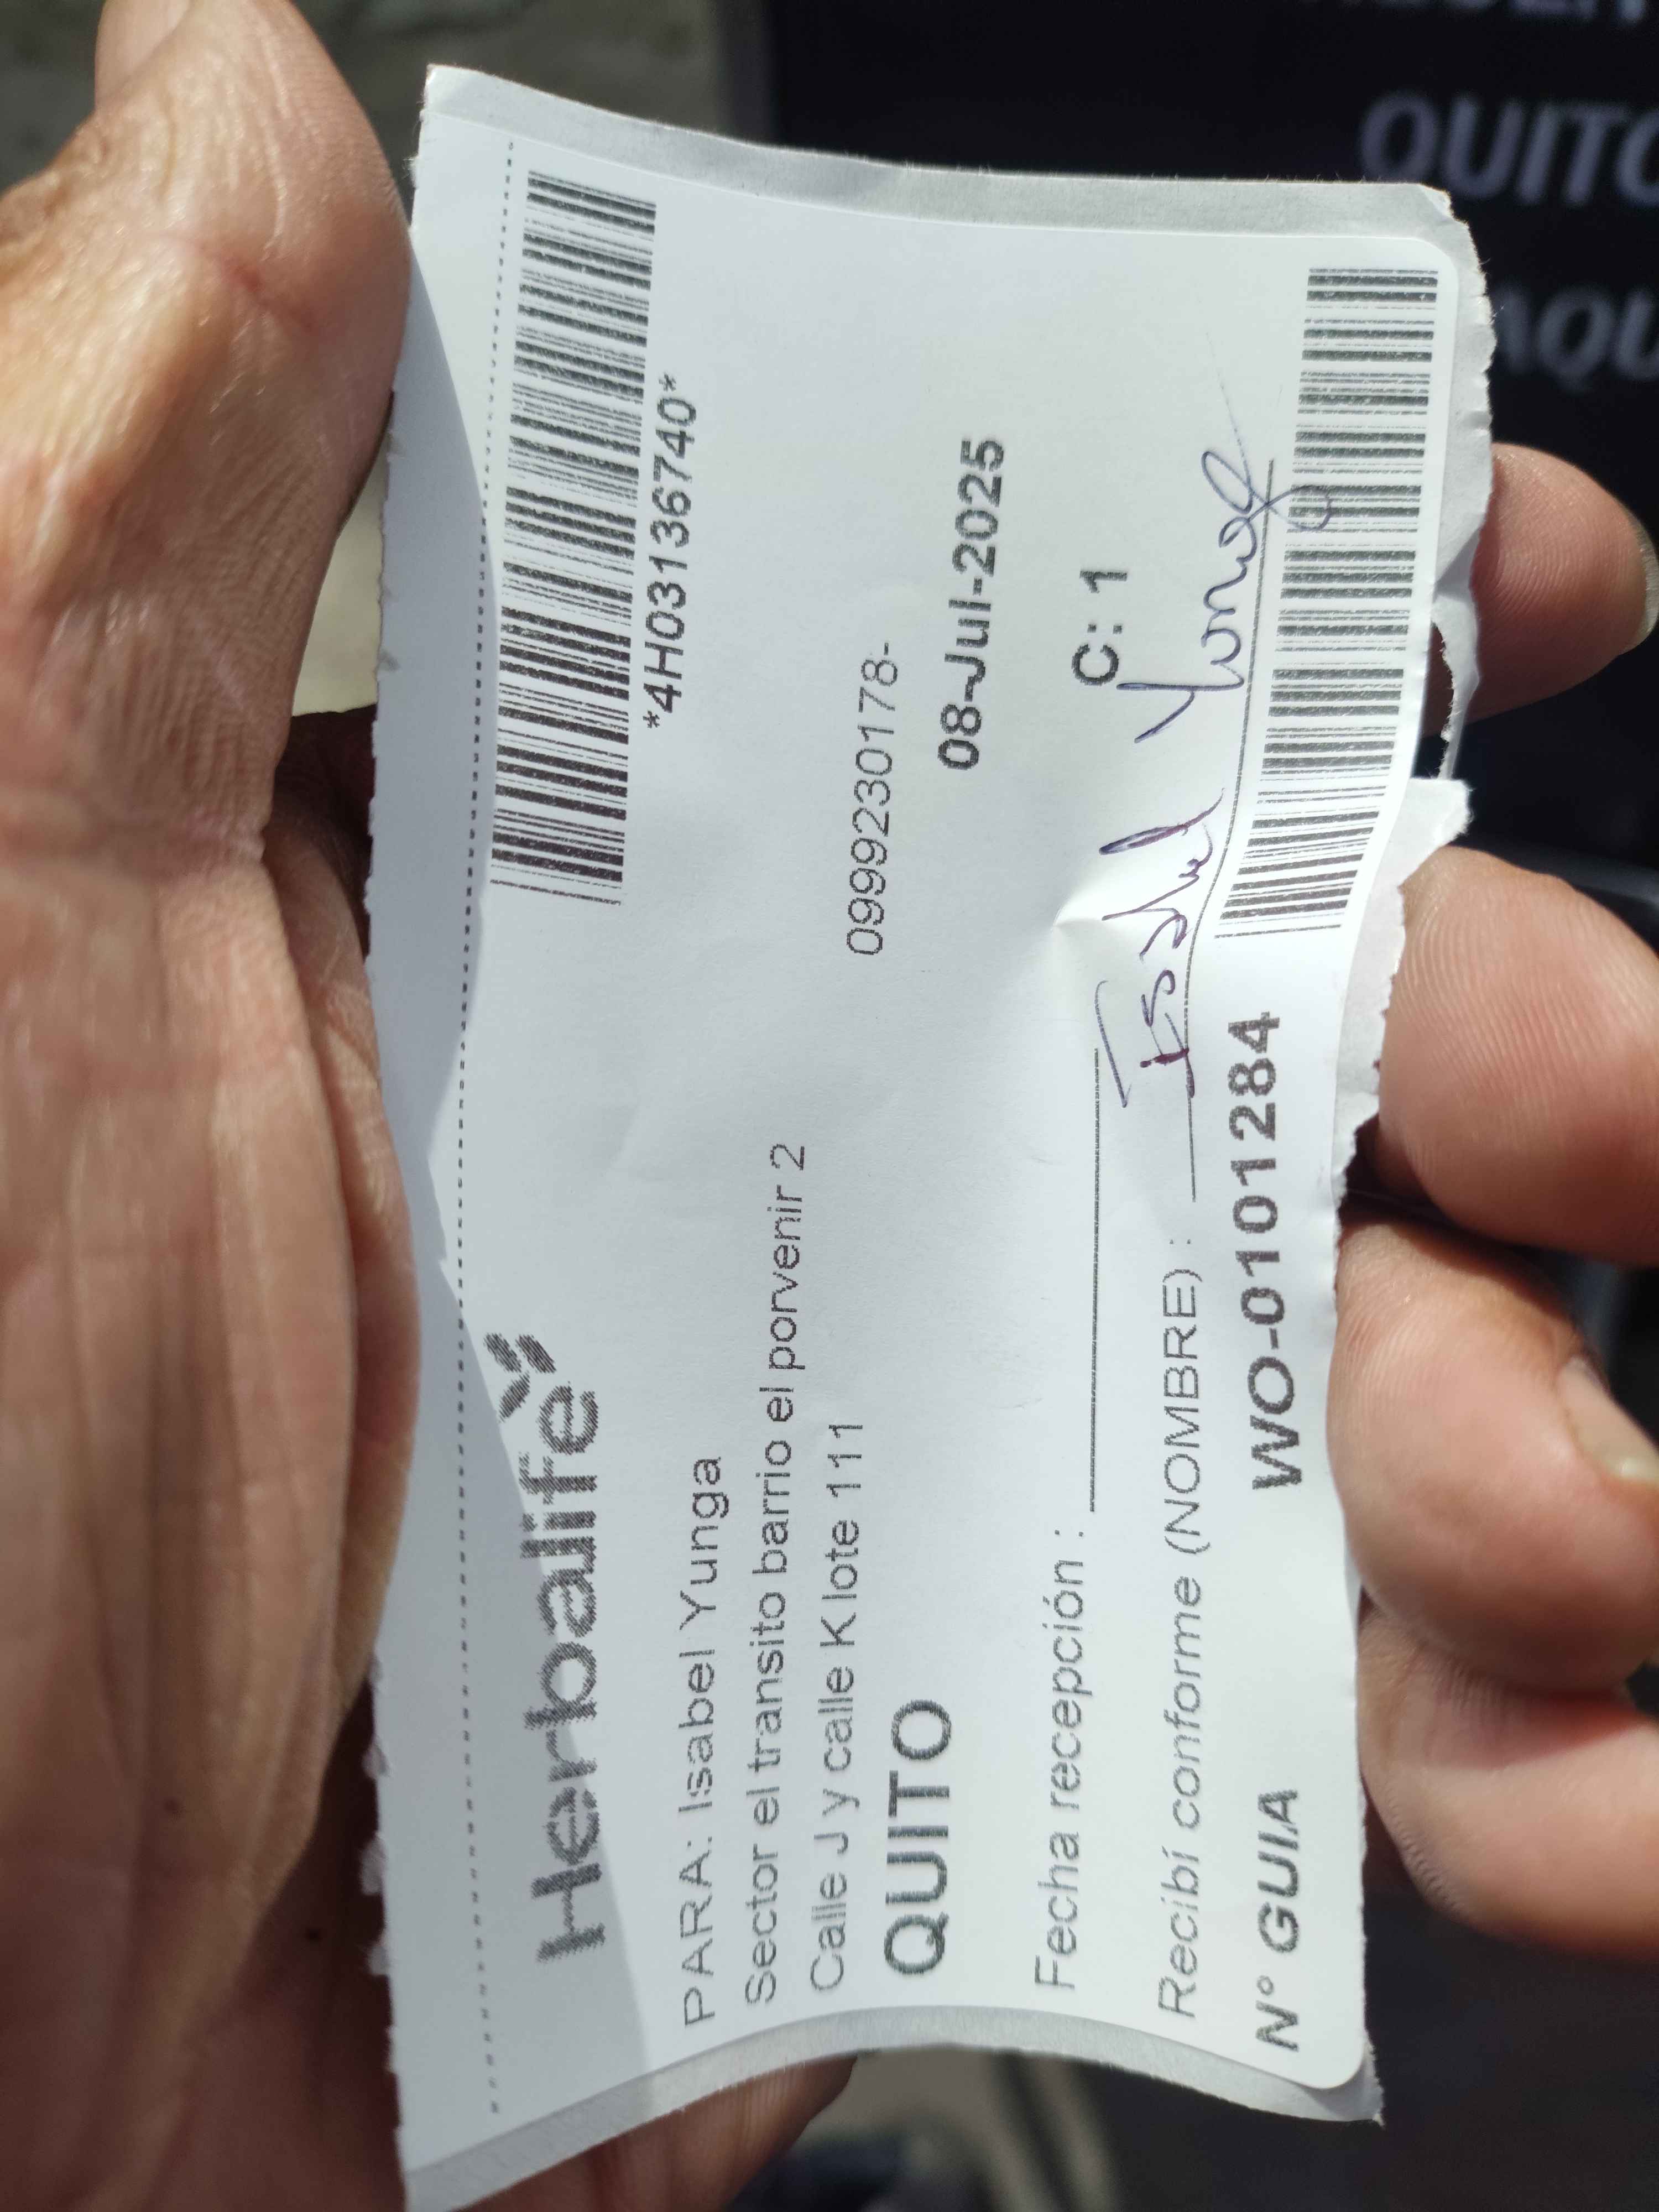 Herbalife
*4H03136740*
PARA: Isabel Yunga
Sector el transito barrio el porvenir 2
Calle J y calle K lote 111
0999230178-
QUITO
08-Jul-2025
Fecha recepción :
C: 1
Recibí conforme (NOMBRE) : Isabel Yunga
N° GUIA WO-0101284
QUITO